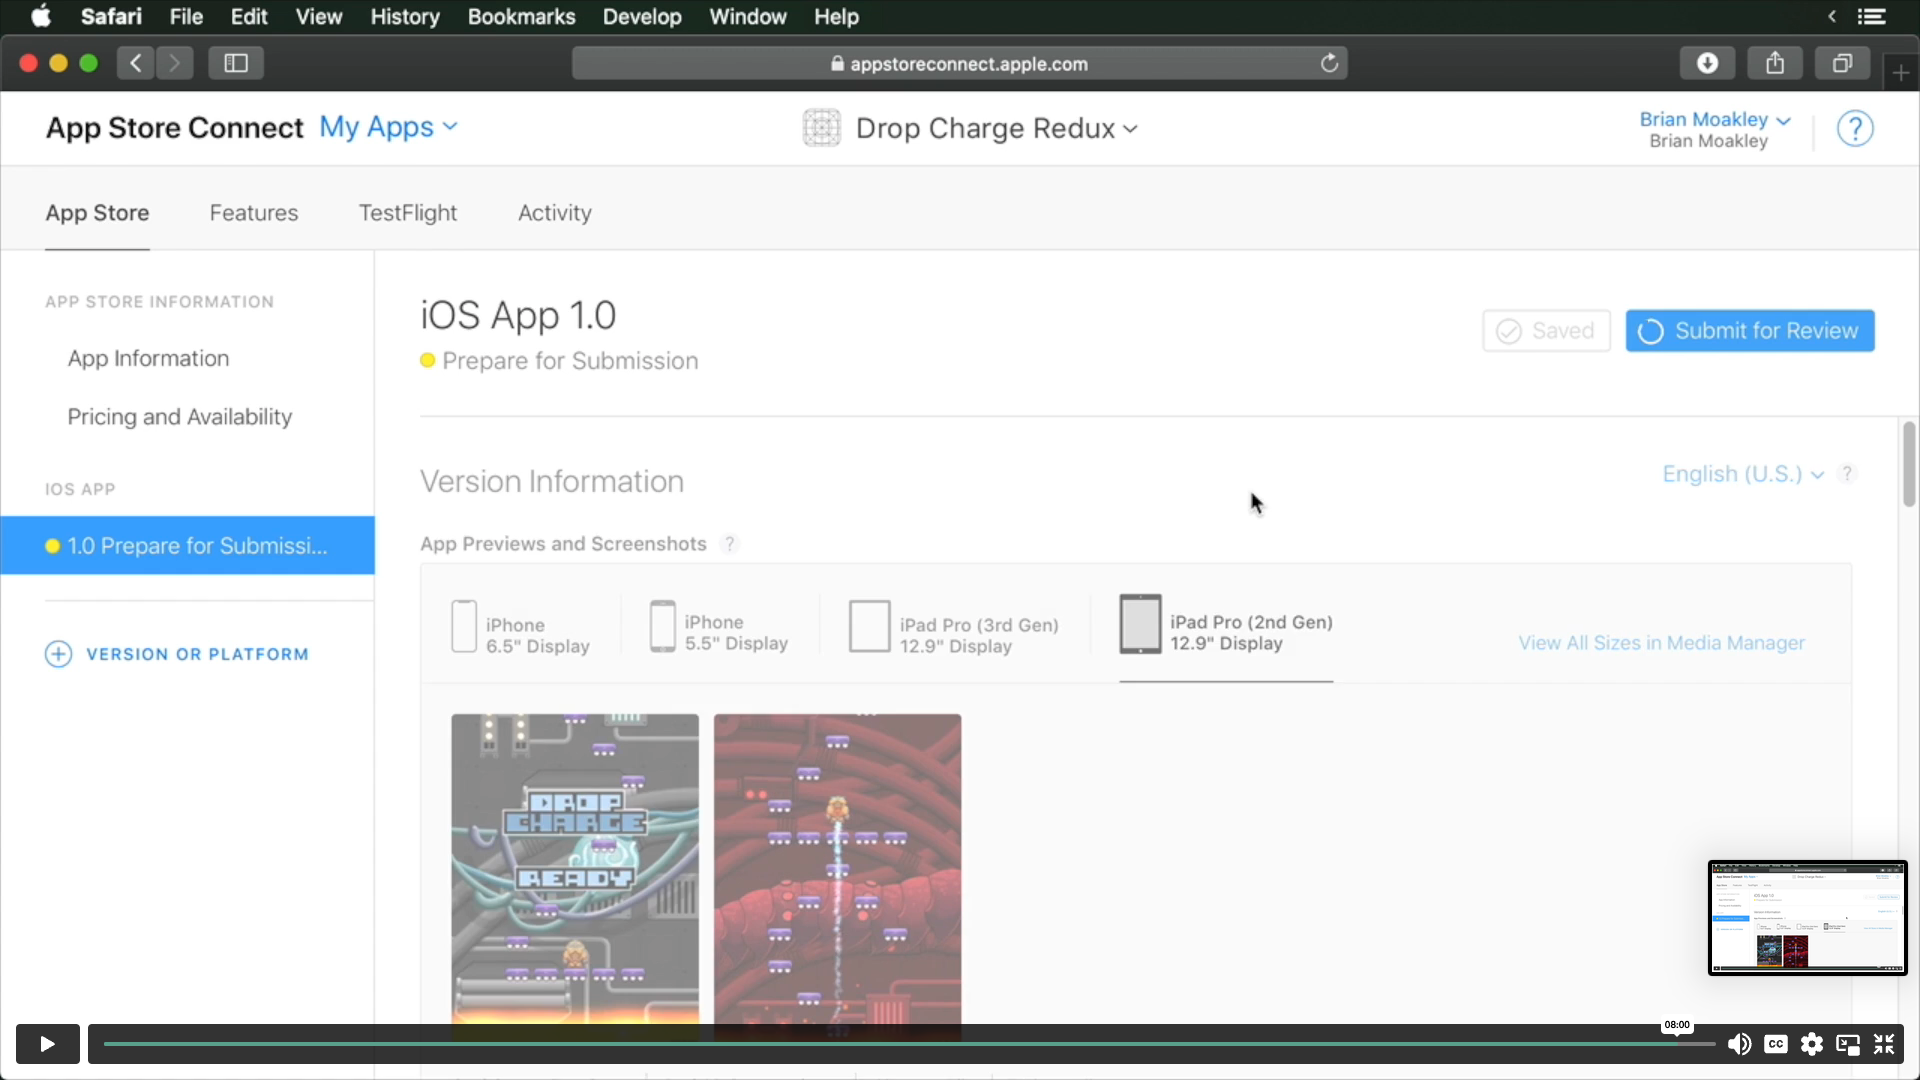 Safari File Edit View History Bookmarks Develop Window Help
appstoreconnect.apple.com
App Store Connect My Apps
Drop Charge Redux
Brian Moakley
Brian Moakley
?
App Store Features TestFlight Activity
APP STORE INFORMATION
App Information
Pricing and Availability
IOS APP
1.0 Prepare for Submissi...
VERSION OR PLATFORM
iOS App 1.0
Prepare for Submission
Saved
Submit for Review
Version Information
English (U.S.) ?
App Previews and Screenshots ?
iPhone
6.5" Display
iPhone
5.5" Display
iPad Pro (3rd Gen)
12.9" Display
iPad Pro (2nd Gen)
12.9" Display
View All Sizes in Media Manager
DROP
CHARGE
READY
08:00
CC